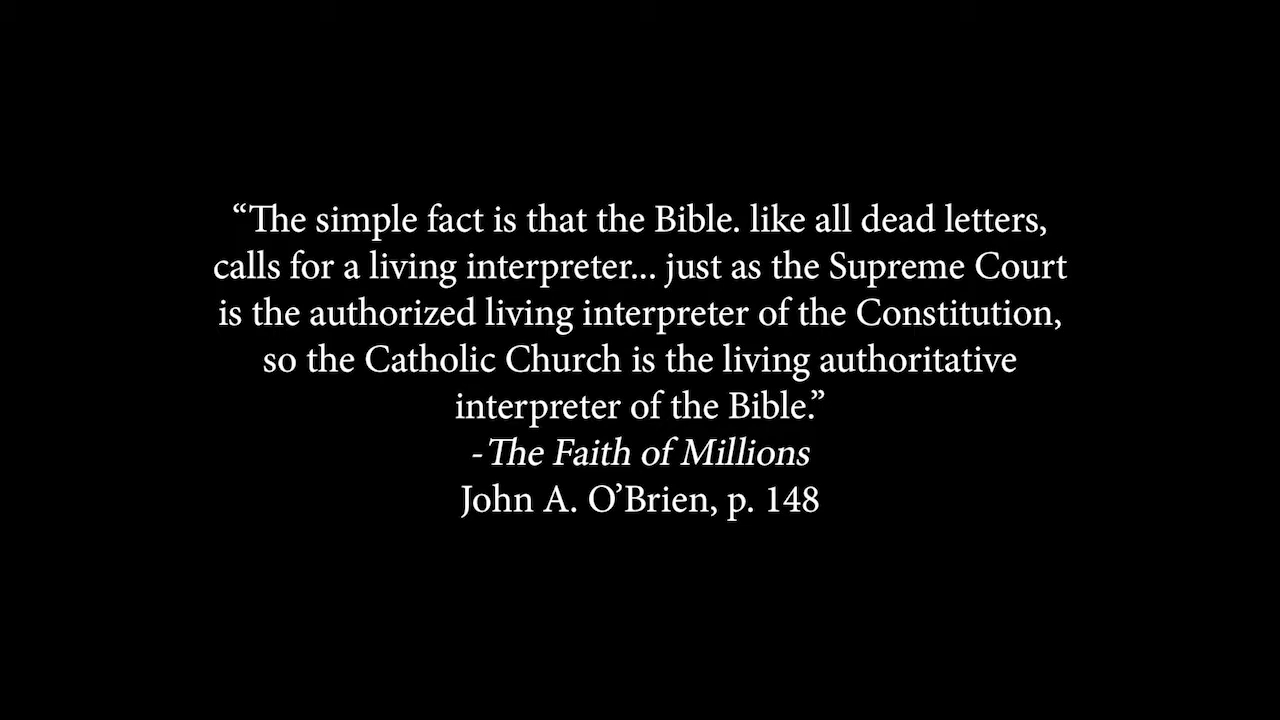 “The simple fact is that the Bible. like all dead letters,
calls for a living interpreter... just as the Supreme Court
is the authorized living interpreter of the Constitution,
so the Catholic Church is the living authoritative
interpreter of the Bible.”
-The Faith of Millions
John A. O’Brien, p. 148